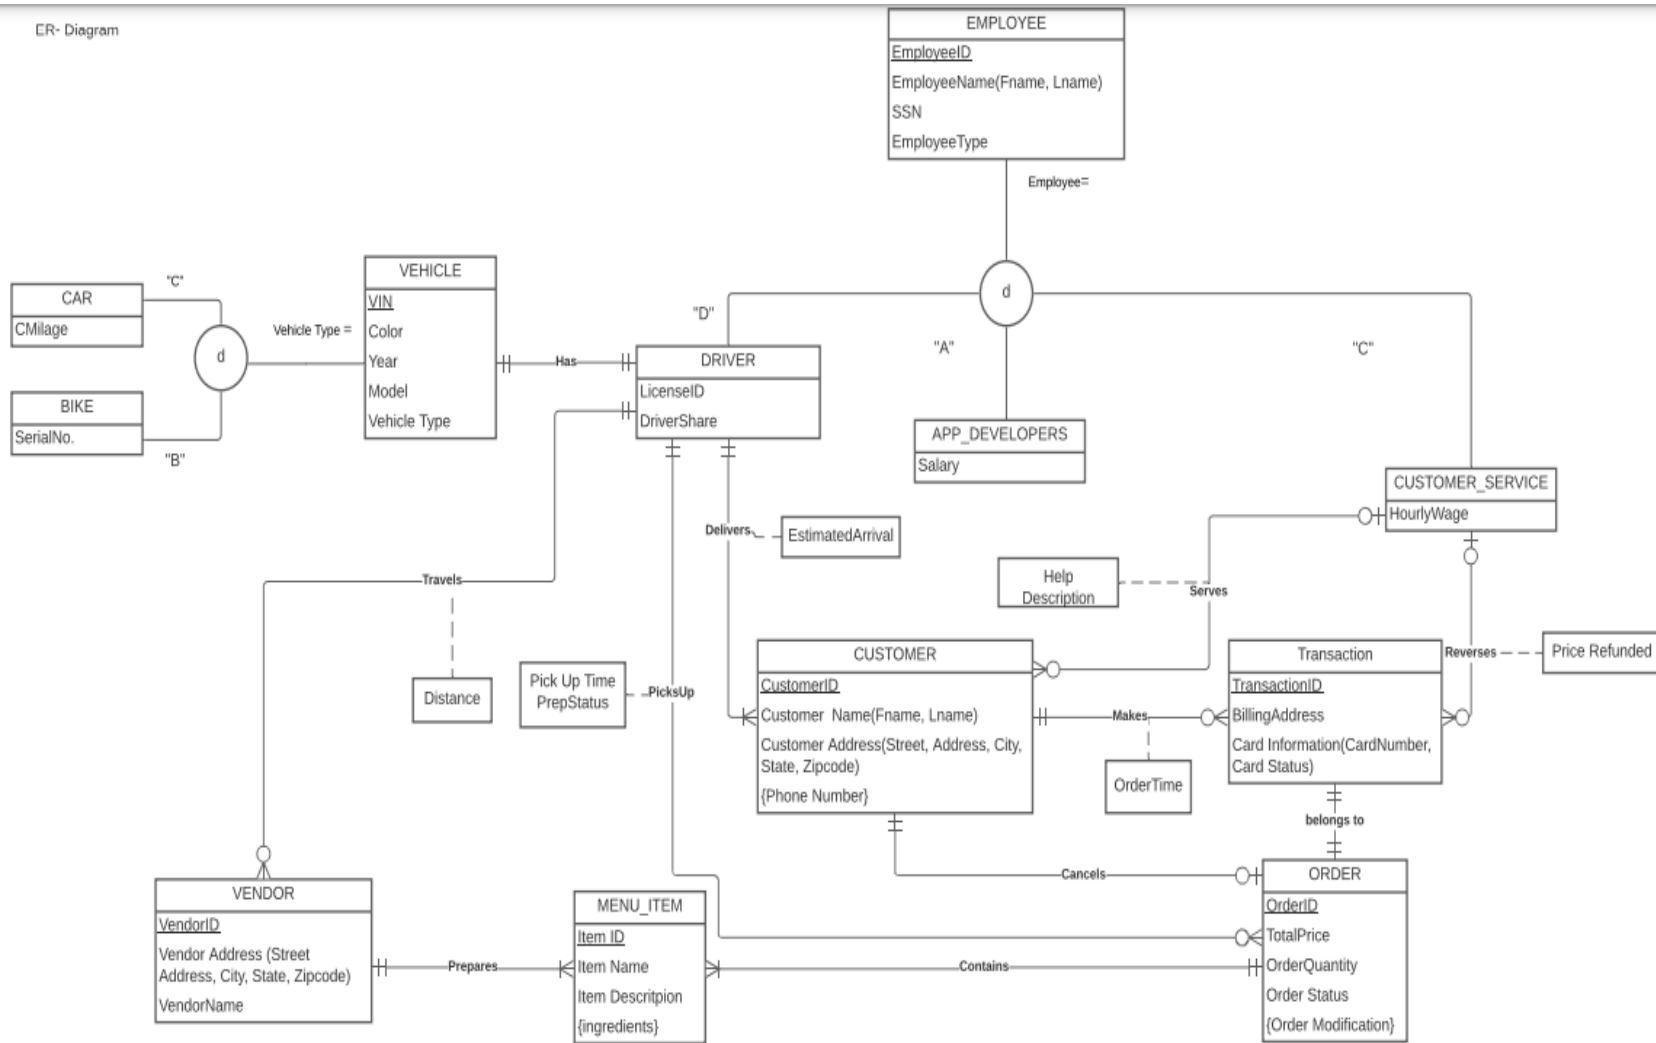 ER- Diagram
EMPLOYEE
EmployeeID
EmployeeName(Fname, Lname)
SSN
EmployeeType
Employee=
d
"D"
"A"
"C"
CAR
CMilage
"C"
BIKE
SerialNo.
"B"
d
Vehicle Type =
VEHICLE
VIN
Color
Year
Model
Vehicle Type
Has
DRIVER
LicenseID
DriverShare
APP_DEVELOPERS
Salary
CUSTOMER_SERVICE
HourlyWage
Delivers
EstimatedArrival
Travels
Distance
Pick Up Time
PrepStatus
PicksUp
Help
Description
Serves
CUSTOMER
CustomerID
Customer Name(Fname, Lname)
Customer Address(Street, Address, City,
State, Zipcode)
{Phone Number}
Makes
OrderTime
Transaction
TransactionID
BillingAddress
Card Information(CardNumber,
Card Status)
Reverses
Price Refunded
belongs to
Cancels
VENDOR
VendorID
Vendor Address (Street
Address, City, State, Zipcode)
VendorName
Prepares
MENU_ITEM
Item ID
Item Name
Item Descritpion
{ingredients}
Contains
ORDER
OrderID
TotalPrice
OrderQuantity
Order Status
{Order Modification}